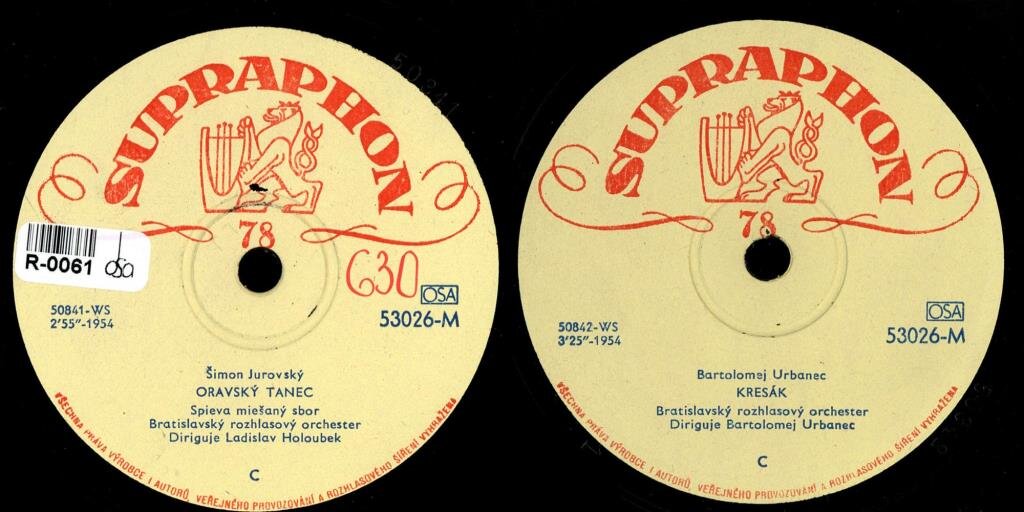 SUPRAPHON
78
R-0061 osa
630
OSA
50841-WS
53026-M
2'55"-1954
Šimon Jurovský
ORAVSKÝ TANEC
Spieva miešaný sbor
Bratislavský rozhlasový orchester
Diriguje Ladislav Holoubek
C
VŠECHNA PRÁVA VÝROBCE I AUTORŮ, VEŘEJNÉHO PROVOZOVÁNÍ A ROZHLASOVÉHO ŠÍŘENÍ VYHRAŽENA
SUPRAPHON
78
OSA
50842-WS
53026-M
3'25"-1954
Bartolomej Urbanec
KRESÁK
Bratislavský rozhlasový orchester
Diriguje Bartolomej Urbanec
C
VŠECHNA PRÁVA VÝROBCE I AUTORŮ, VEŘEJNÉHO PROVOZOVÁNÍ A ROZHLASOVÉHO ŠÍŘENÍ VYHRAŽENA